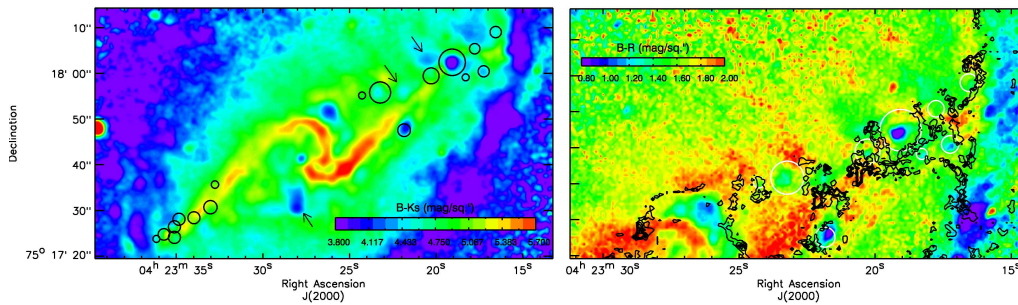 10''
18' 00''
50''
40''
30''
75° 17' 20''
Declination
B-Ks (mag/sq.'')
3.800 4.117 4.433 4.750 5.067 5.383 5.700
04ʰ 23ᵐ 35ˢ 30ˢ 25ˢ 20ˢ 15ˢ
Right Ascension
J(2000)
B-R (mag/sq.'')
0.80 1.00 1.20 1.40 1.60 1.80 2.00
04ʰ 23ᵐ 30ˢ 25ˢ 20ˢ 15ˢ
Right Ascension
J(2000)